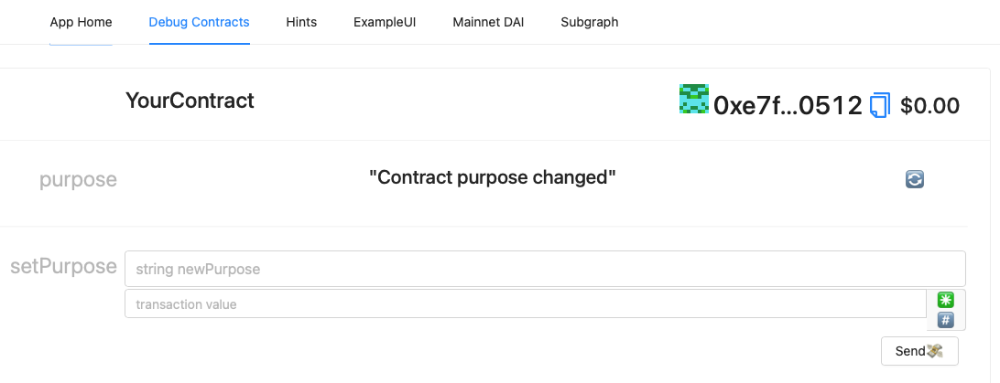 App Home Debug Contracts Hints ExampleUI Mainnet DAI Subgraph
YourContract 0xe7f...0512 $0.00
purpose "Contract purpose changed"
setPurpose string newPurpose
transaction value
#
Send